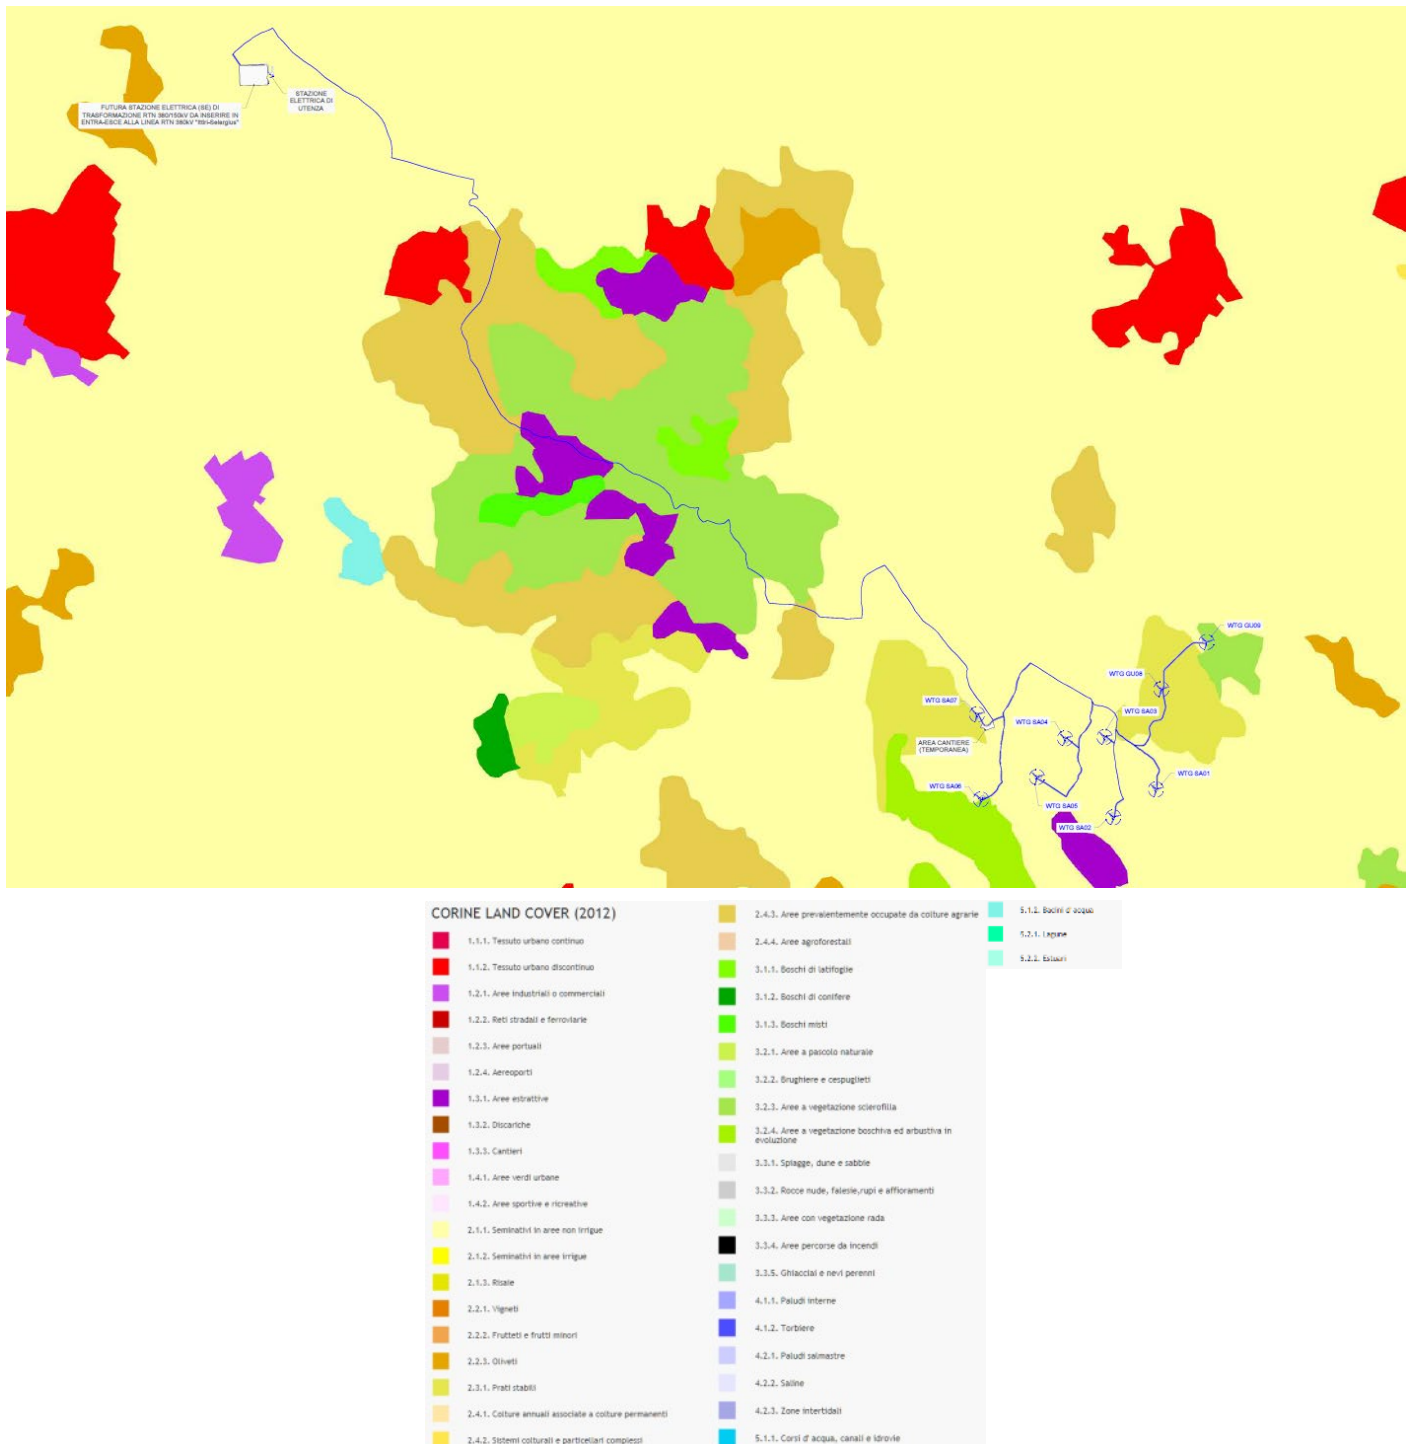 STAZIONE
ELETTRICA DI
UTENZA
FUTURA STAZIONE ELETTRICA (SE) DI
TRASFORMAZIONE RTN 380/150kV DA INSERIRE IN
ENTRA-ESCE ALLA LINEA RTN 380kV "Ittiri-Selargius"
WTG GU09
WTG GU08
WTG SA07
WTG SA03
WTG SA04
AREA CANTIERE
(TEMPORANEA)
WTG SA01
WTG SA06
WTG SA05
WTG SA02
CORINE LAND COVER (2012)
1.1.1. Tessuto urbano continuo
1.1.2. Tessuto urbano discontinuo
1.2.1. Aree industriali o commerciali
1.2.2. Reti stradali e ferroviarie
1.2.3. Aree portuali
1.2.4. Aereoporti
1.3.1. Aree estrattive
1.3.2. Discariche
1.3.3. Cantieri
1.4.1. Aree verdi urbane
1.4.2. Aree sportive e ricreative
2.1.1. Seminativi in aree non irrigue
2.1.2. Seminativi in aree irrigue
2.1.3. Risaie
2.2.1. Vigneti
2.2.2. Frutteti e frutti minori
2.2.3. Oliveti
2.3.1. Prati stabili
2.4.1. Colture annuali associate a colture permanenti
2.4.2. Sistemi colturali e particellari complessi
2.4.3. Aree prevalentemente occupate da colture agrarie
2.4.4. Aree agroforestali
3.1.1. Boschi di latifoglie
3.1.2. Boschi di conifere
3.1.3. Boschi misti
3.2.1. Aree a pascolo naturale
3.2.2. Brughiere e cespuglieti
3.2.3. Aree a vegetazione sclerofilla
3.2.4. Aree a vegetazione boschiva ed arbustiva in
evoluzione
3.3.1. Spiagge, dune e sabbie
3.3.2. Rocce nude, falesie,rupi e affioramenti
3.3.3. Aree con vegetazione rada
3.3.4. Aree percorse da incendi
3.3.5. Ghiacciai e nevi perenni
4.1.1. Paludi interne
4.1.2. Torbiere
4.2.1. Paludi salmastre
4.2.2. Saline
4.2.3. Zone intertidali
5.1.1. Corsi d'acqua, canali e idrovie
5.1.2. Bacini d'acqua
5.2.1. Lagune
5.2.2. Estuari